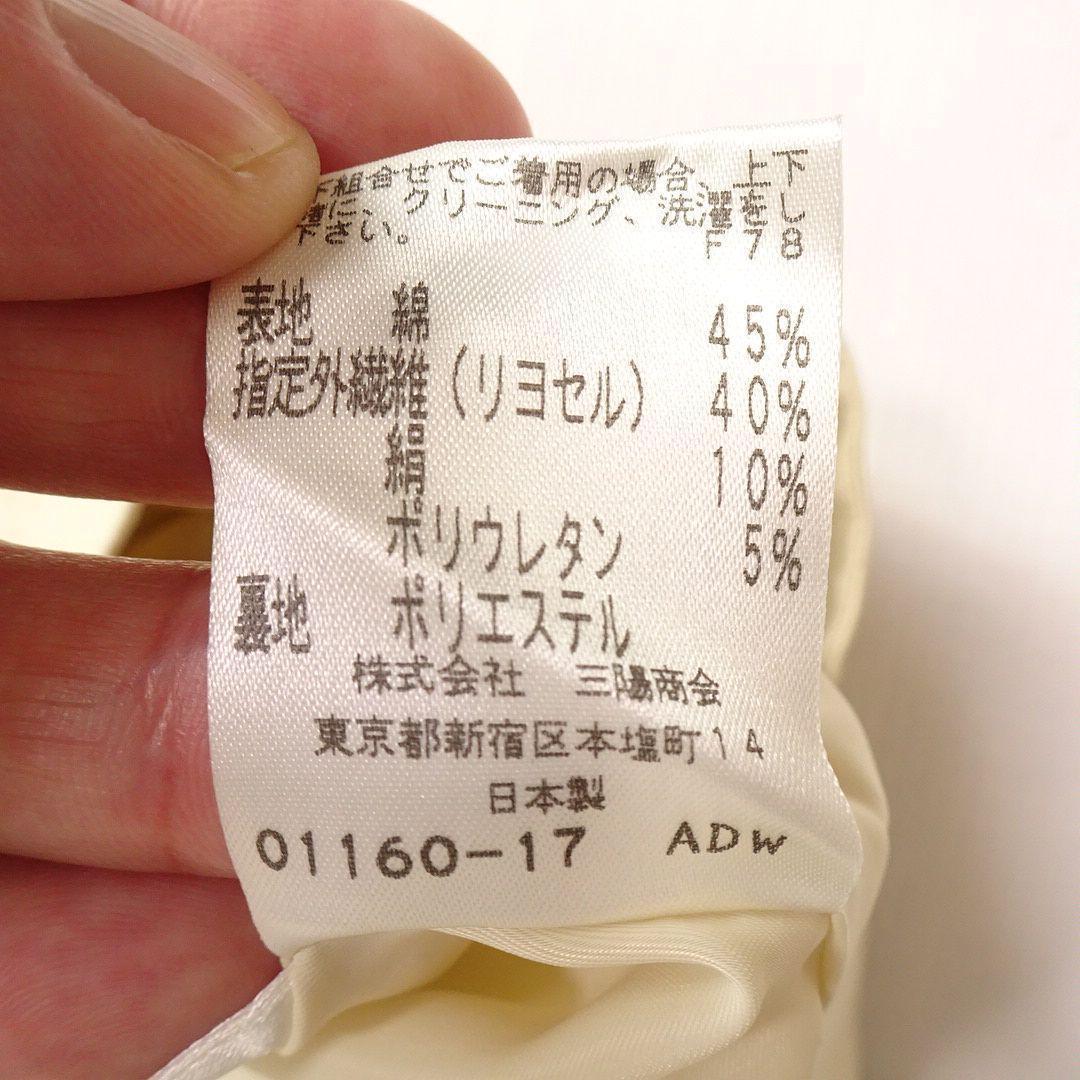 下組合せでご着用の場合、上下
緒に、クリーニング、洗濯をし
下さい。
F78
表地 綿 45%
指定外繊維(リヨセル) 40%
絹 10%
ポリウレタン 5%
裏地 ポリエステル
株式会社 三陽商会
東京都新宿区本塩町14
日本製
01160-17 ADW